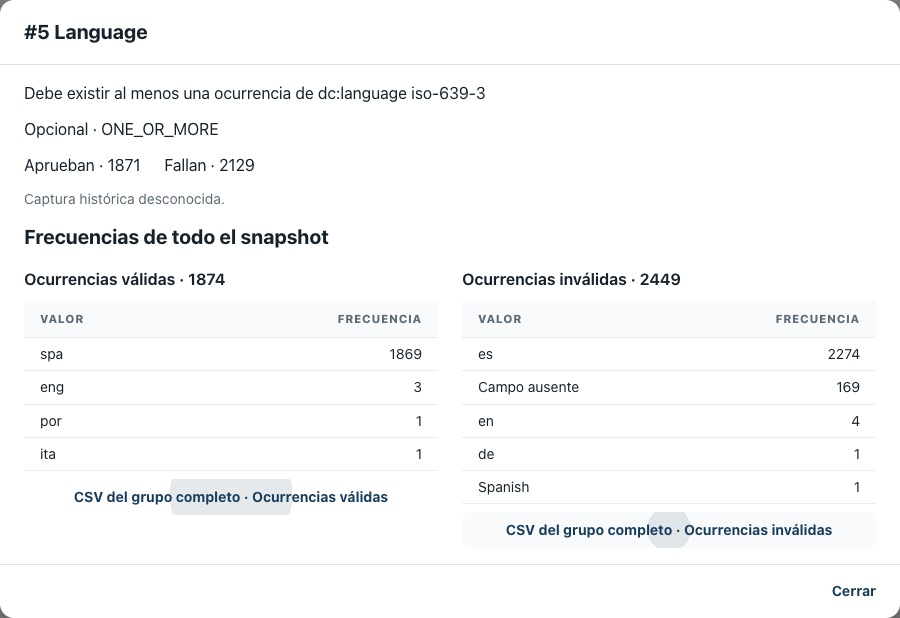 #5 Language
Debe existir al menos una ocurrencia de dc:language iso-639-3
Opcional · ONE_OR_MORE
Aprueban · 1871 Fallan · 2129
Captura histórica desconocida.
Frecuencias de todo el snapshot
Ocurrencias válidas · 1874
VALOR FRECUENCIA
spa 1869
eng 3
por 1
ita 1
CSV del grupo completo · Ocurrencias válidas
Ocurrencias inválidas · 2449
VALOR FRECUENCIA
es 2274
Campo ausente 169
en 4
de 1
Spanish 1
CSV del grupo completo · Ocurrencias inválidas
Cerrar